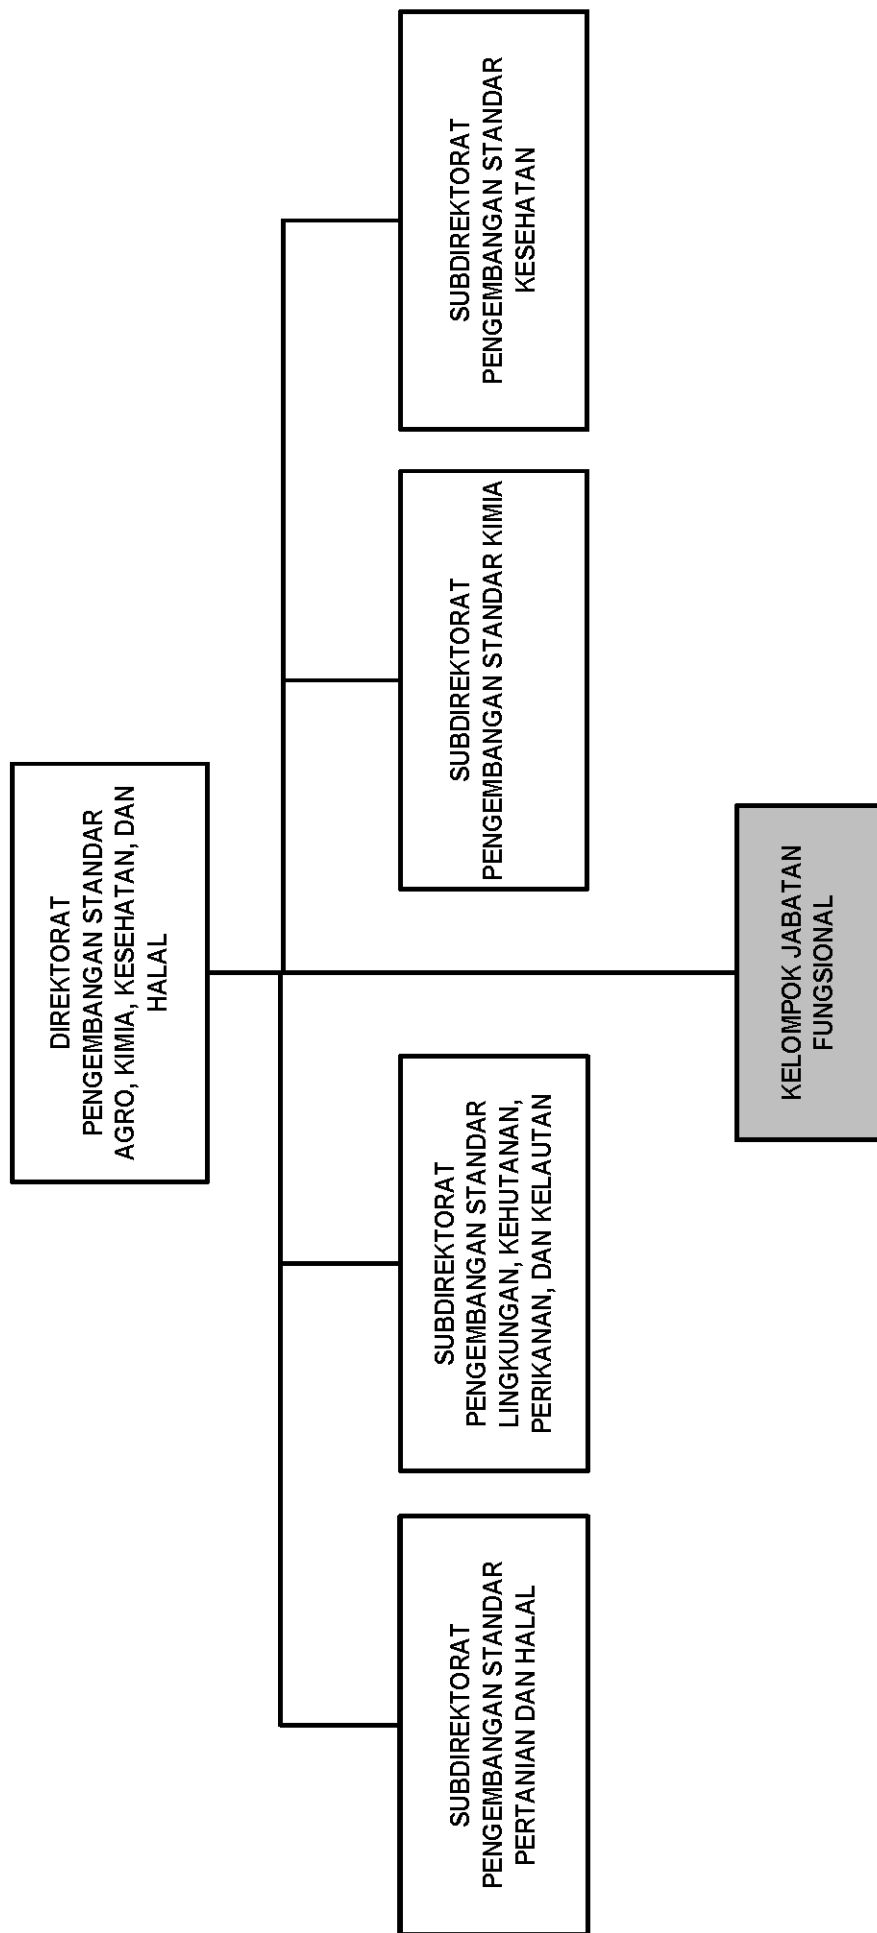 DIREKTORAT
PENGEMBANGAN STANDAR
AGRO, KIMIA, KESEHATAN, DAN
HALAL
SUBDIREKTORAT
PENGEMBANGAN STANDAR
PERTANIAN DAN HALAL
SUBDIREKTORAT
PENGEMBANGAN STANDAR
LINGKUNGAN, KEHUTANAN,
PERIKANAN, DAN KELAUTAN
SUBDIREKTORAT
PENGEMBANGAN STANDAR KIMIA
SUBDIREKTORAT
PENGEMBANGAN STANDAR
KESEHATAN
KELOMPOK JABATAN
FUNGSIONAL